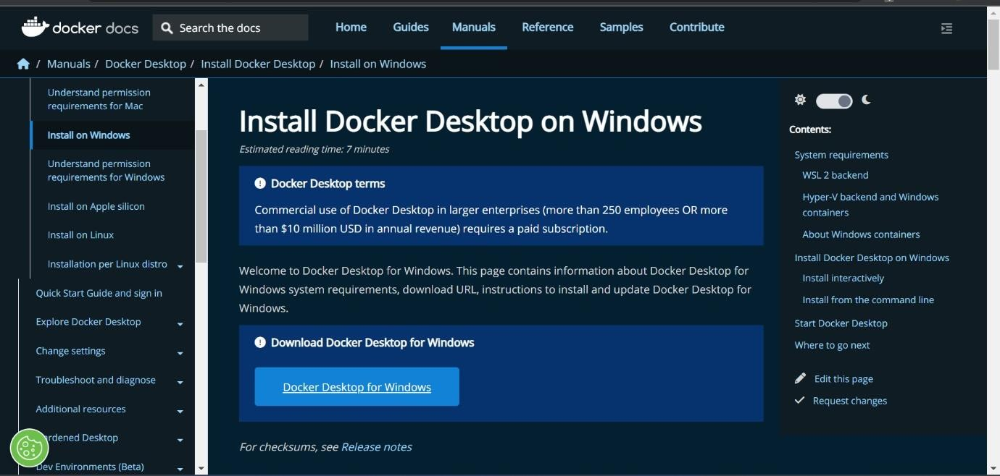 docker docs
Search the docs
Home
Guides
Manuals
Reference
Samples
Contribute
/ Manuals / Docker Desktop / Install Docker Desktop / Install on Windows
Understand permission
requirements for Mac
Install on Windows
Understand permission
requirements for Windows
Install on Apple silicon
Install on Linux
Installation per Linux distro
Quick Start Guide and sign in
Explore Docker Desktop
Change settings
Troubleshoot and diagnose
Additional resources
ardened Desktop
Dev Environments (Beta)
Install Docker Desktop on Windows
Estimated reading time: 7 minutes
Docker Desktop terms
Commercial use of Docker Desktop in larger enterprises (more than 250 employees OR more
than $10 million USD in annual revenue) requires a paid subscription.
Welcome to Docker Desktop for Windows. This page contains information about Docker Desktop for
Windows system requirements, download URL, instructions to install and update Docker Desktop for
Windows.
Download Docker Desktop for Windows
Docker Desktop for Windows
For checksums, see Release notes
Contents:
System requirements
WSL 2 backend
Hyper-V backend and Windows
containers
About Windows containers
Install Docker Desktop on Windows
Install interactively
Install from the command line
Start Docker Desktop
Where to go next
Edit this page
Request changes